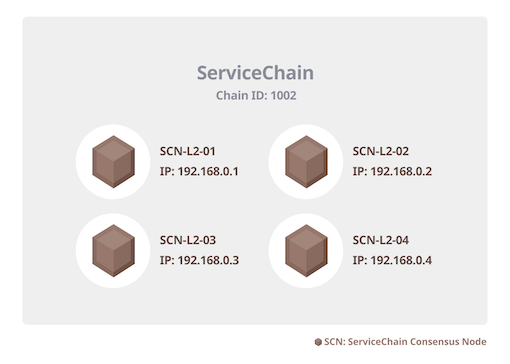 ServiceChain
Chain ID: 1002
SCN-L2-01
IP: 192.168.0.1
SCN-L2-02
IP: 192.168.0.2
SCN-L2-03
IP: 192.168.0.3
SCN-L2-04
IP: 192.168.0.4
SCN: ServiceChain Consensus Node